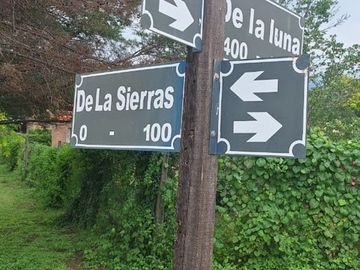 De la luna
400
De La Sierras
0 - 100